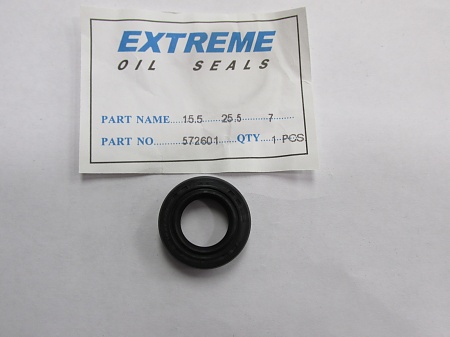 EXTREME
OIL SEALS
PART NAME....15.5.......25.5........7.......
PART NO..........572601......QTY....1 PCS